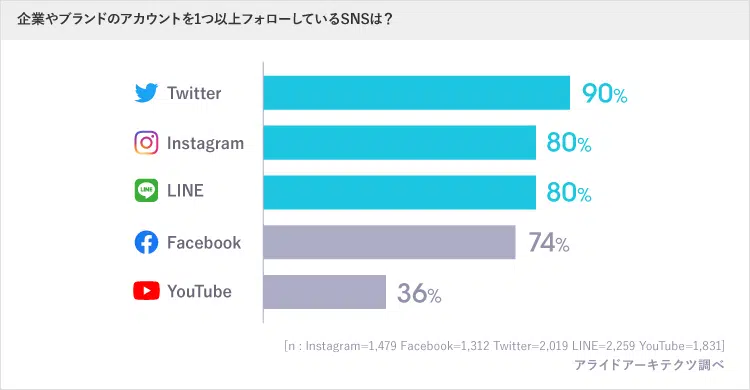 企業やブランドのアカウントを1つ以上フォローしているSNSは？
Twitter 90%
Instagram 80%
LINE LINE 80%
Facebook 74%
YouTube 36%
[n : Instagram=1,479 Facebook=1,312 Twitter=2,019 LINE=2,259 YouTube=1,831]
アライドアーキテクツ調べ